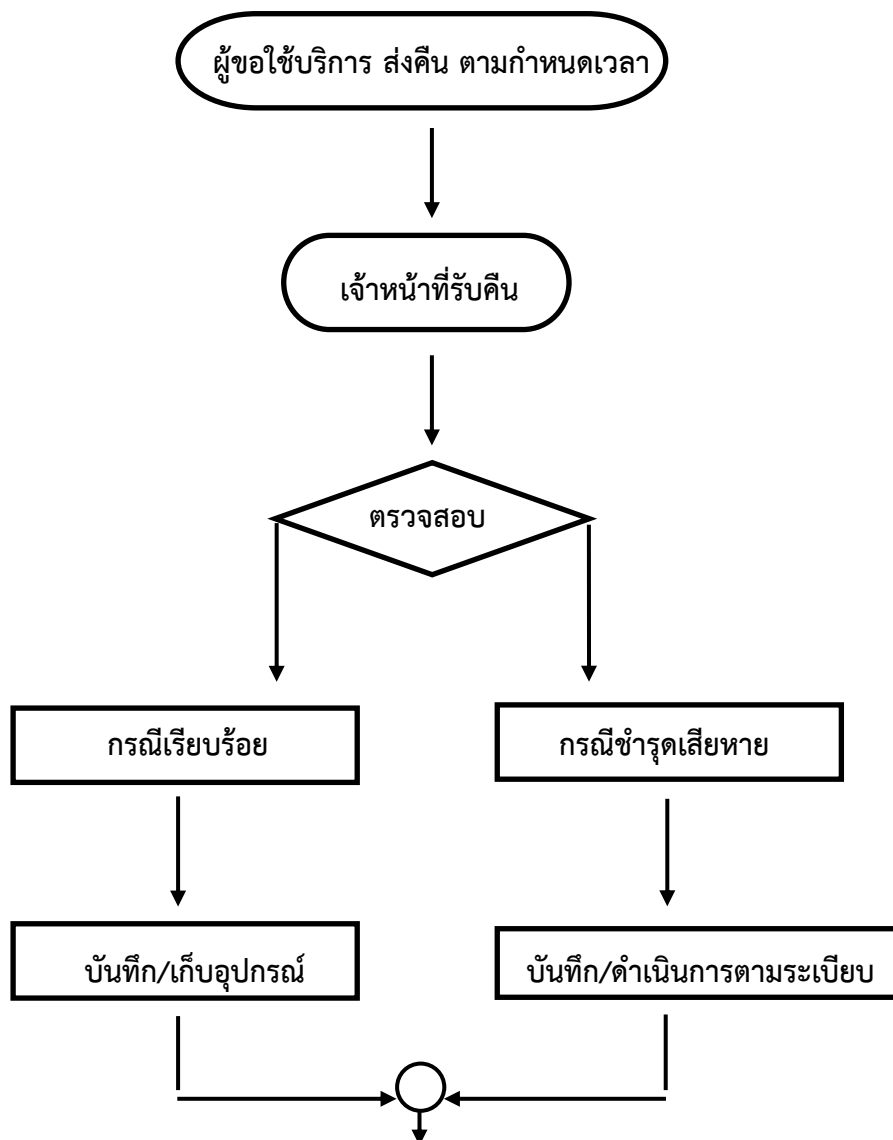 ผู้ขอใช้บริการ ส่งคืน ตามกำหนดเวลา
เจ้าหน้าที่รับคืน
ตรวจสอบ
กรณีเรียบร้อย
กรณีชำรุดเสียหาย
บันทึก/เก็บอุปกรณ์
บันทึก/ดำเนินการตามระเบียบ